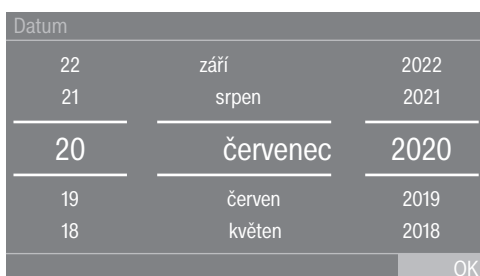 Datum
22 září 2022
21 srpen 2021
20 červenec 2020
19 červen 2019
18 květen 2018
OK